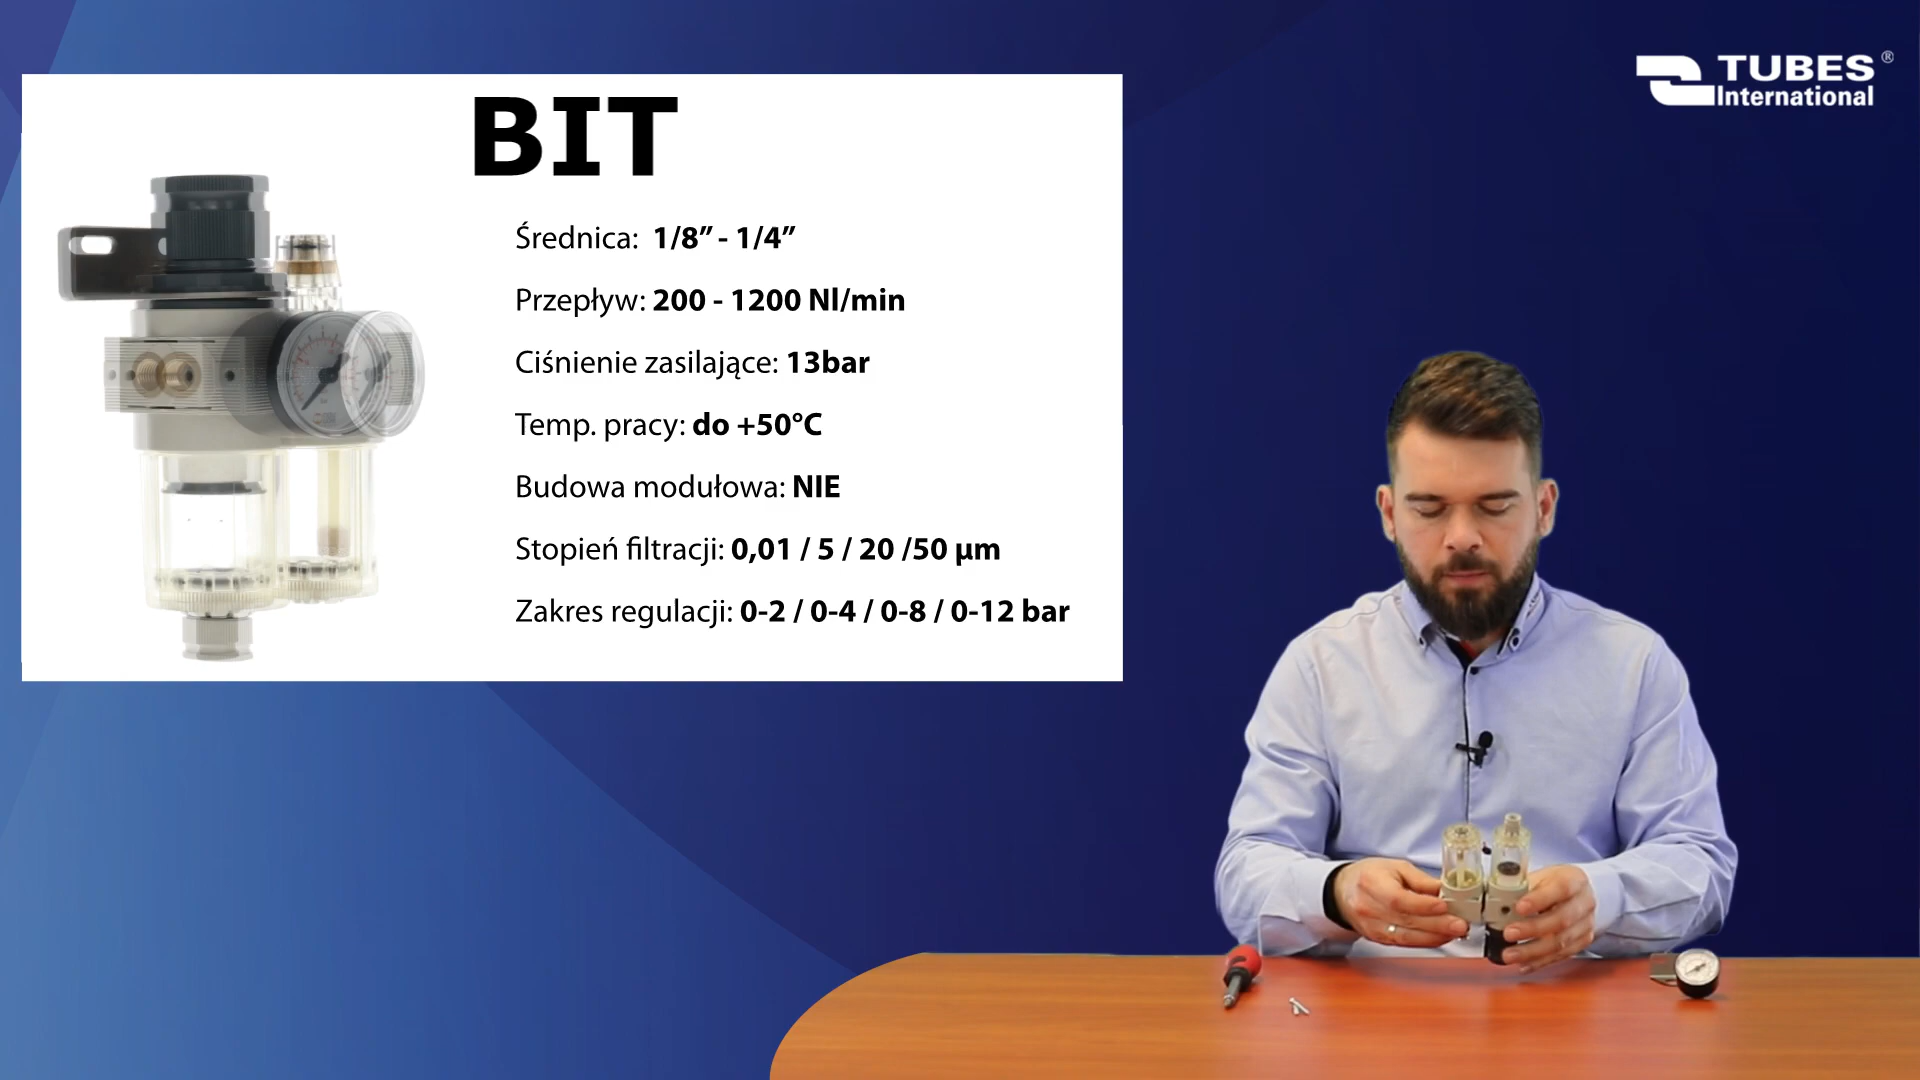 BIT
Średnica: 1/8” - 1/4”
Przepływ: 200 - 1200 Nl/min
Ciśnienie zasilające: 13bar
Temp. pracy: do +50°C
Budowa modułowa: NIE
Stopień filtracji: 0,01 / 5 / 20 /50 µm
Zakres regulacji: 0-2 / 0-4 / 0-8 / 0-12 bar
TUBES ®
International